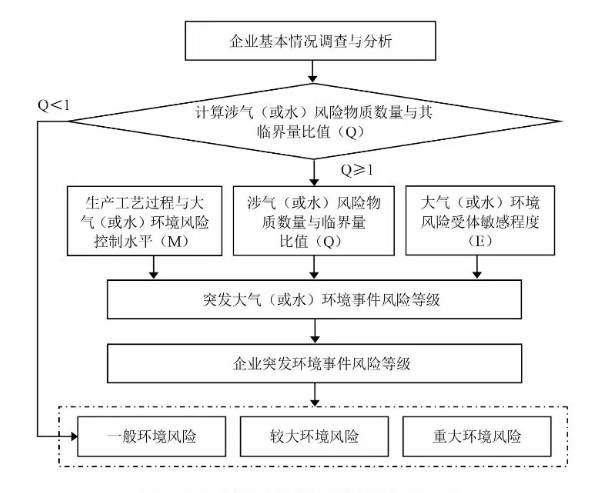 企业基本情况调查与分析
Q＜1
计算涉气（或水）风险物质数量与其
临界量比值（Q）
Q≥1
生产工艺过程与大
气（或水）环境风险
控制水平（M）
涉气（或水）风险物
质数量与临界量
比值（Q）
大气（或水）环境
风险受体敏感程度
（E）
突发大气（或水）环境事件风险等级
企业突发环境事件风险等级
一般环境风险
较大环境风险
重大环境风险